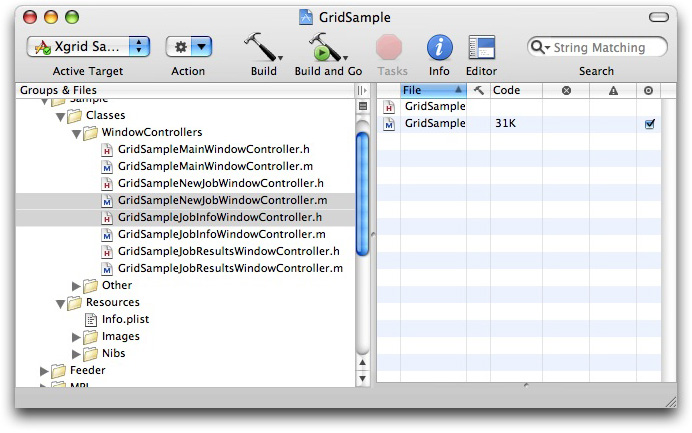 GridSample
Xgrid Sa...
String Matching
Active Target
Action
Build
Build and Go
Tasks
Info
Editor
Search
Groups & Files
File
Code
Sample
Classes
WindowControllers
GridSampleMainWindowController.h
GridSampleMainWindowController.m
GridSampleNewJobWindowController.h
GridSampleNewJobWindowController.m
GridSampleJobInfoWindowController.h
GridSampleJobInfoWindowController.m
GridSampleJobResultsWindowController.h
GridSampleJobResultsWindowController.m
Other
Resources
Info.plist
Images
Nibs
Feeder
MPI
GridSample
GridSample 31K